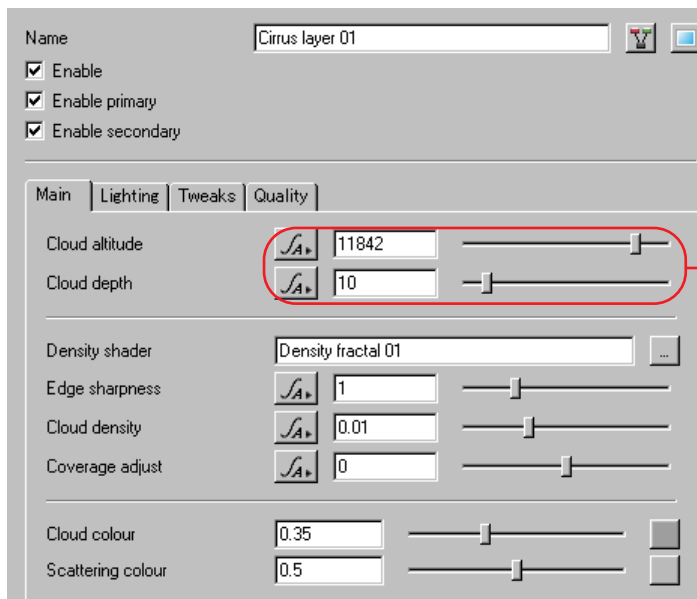 Name Cirrus layer 01
Enable
Enable primary
Enable secondary
Main Lighting Tweaks Quality
Cloud altitude 11842
Cloud depth 10
Density shader Density fractal 01 ...
Edge sharpness 1
Cloud density 0.01
Coverage adjust 0
Cloud colour 0.35
Scattering colour 0.5